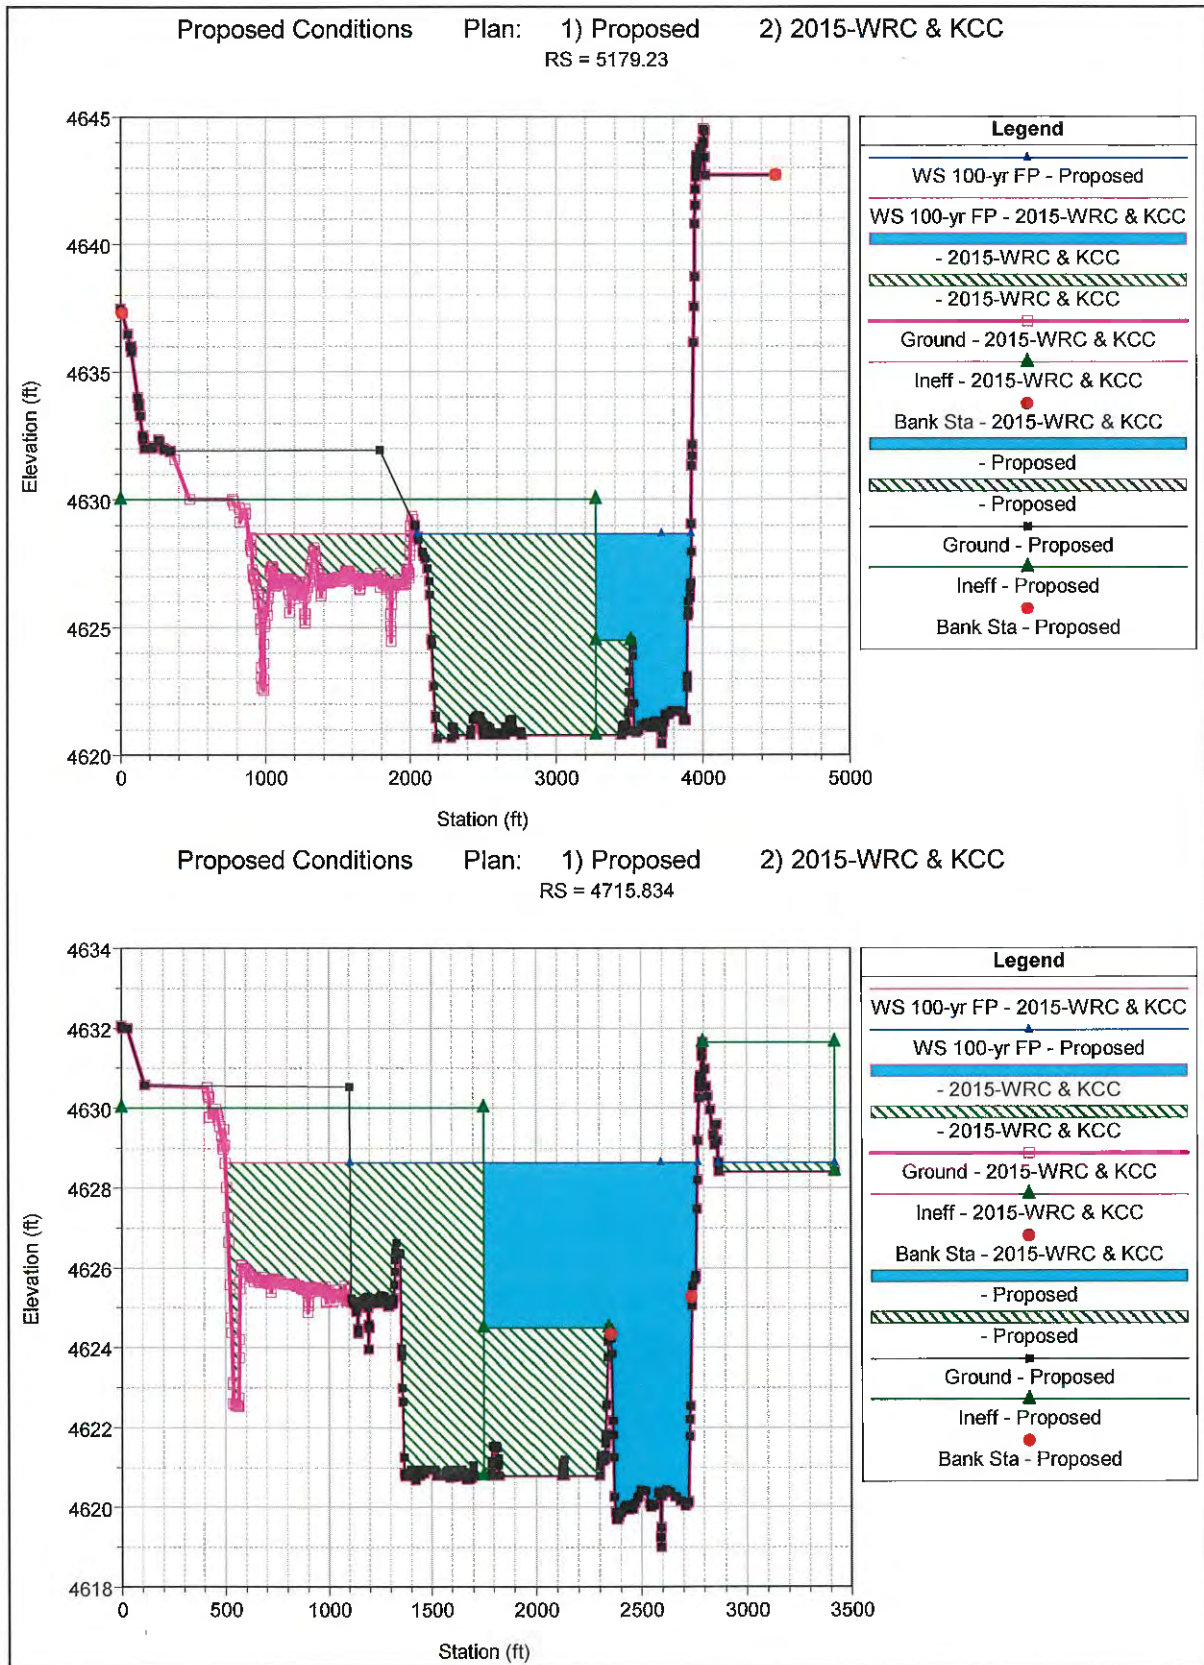 Proposed Conditions Plan: 1) Proposed 2) 2015-WRC & KCC
RS = 5179.23
4645
4640
4635
4630
4625
4620
Elevation (ft)
0 1000 2000 3000 4000 5000
Station (ft)
Legend
WS 100-yr FP - Proposed
WS 100-yr FP - 2015-WRC & KCC
- 2015-WRC & KCC
- 2015-WRC & KCC
Ground - 2015-WRC & KCC
Ineff - 2015-WRC & KCC
Bank Sta - 2015-WRC & KCC
- Proposed
- Proposed
Ground - Proposed
Ineff - Proposed
Bank Sta - Proposed
Proposed Conditions Plan: 1) Proposed 2) 2015-WRC & KCC
RS = 4715.834
4634
4632
4630
4628
4626
4624
4622
4620
4618
Elevation (ft)
0 500 1000 1500 2000 2500 3000 3500
Station (ft)
Legend
WS 100-yr FP - 2015-WRC & KCC
WS 100-yr FP - Proposed
- 2015-WRC & KCC
- 2015-WRC & KCC
Ground - 2015-WRC & KCC
Ineff - 2015-WRC & KCC
Bank Sta - 2015-WRC & KCC
- Proposed
- Proposed
Ground - Proposed
Ineff - Proposed
Bank Sta - Proposed